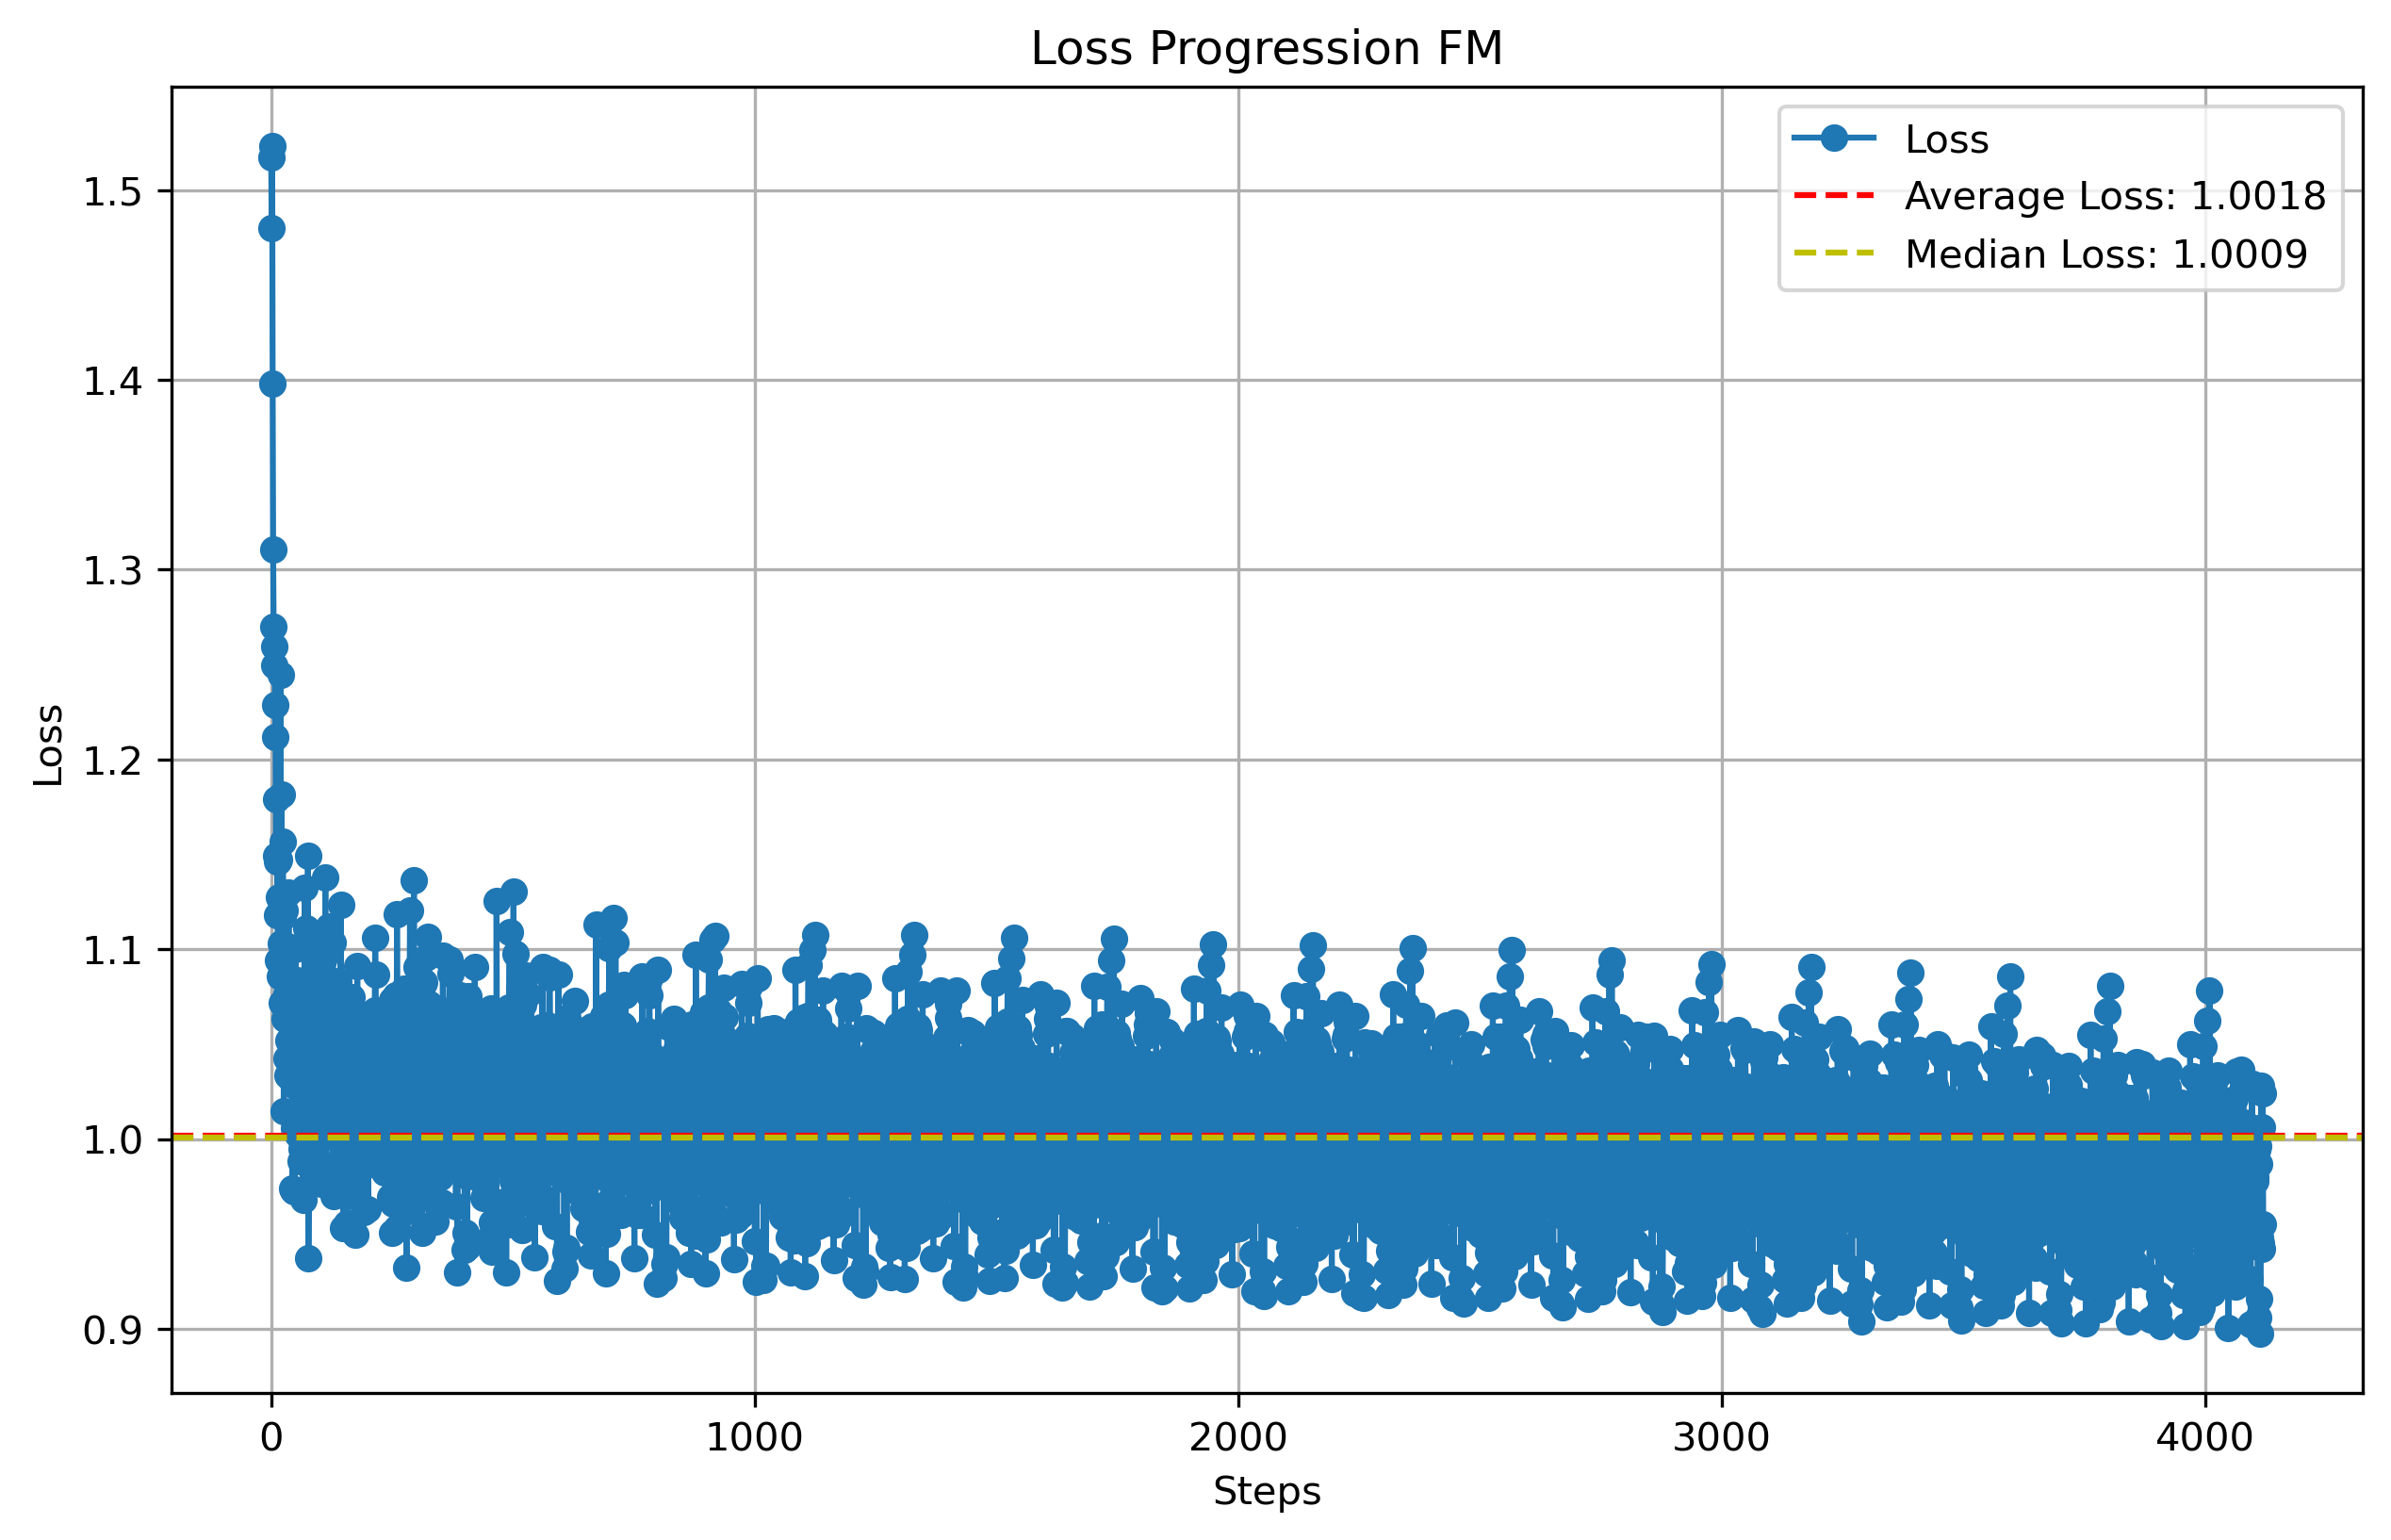 Loss Progression FM
Loss
Average Loss: 1.0018
Median Loss: 1.0009
1.5
1.4
1.3
1.2
1.1
1.0
0.9
Loss
0 1000 2000 3000 4000
Steps